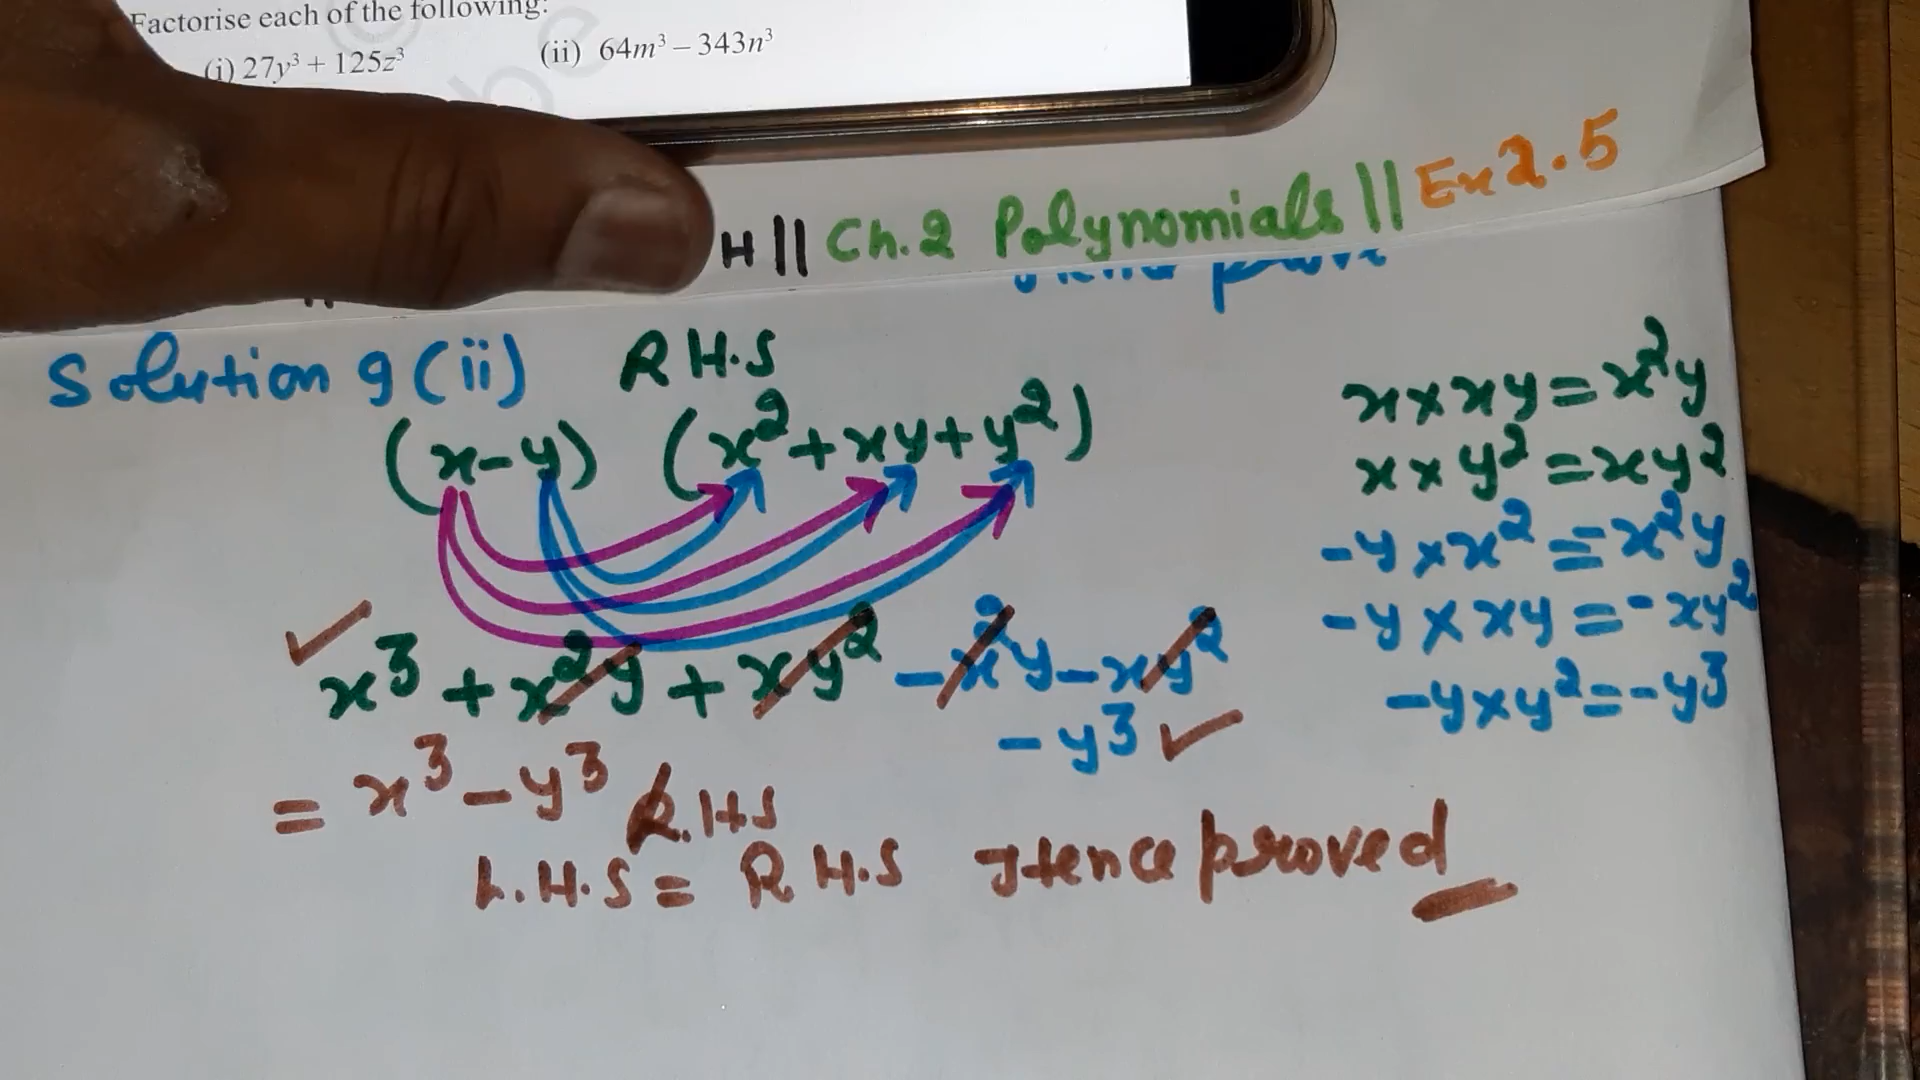 Factorise each of the following:
(i) 27y³ + 125z³ (ii) 64m³ – 343n³
H || Ch.2 Polynomials || Ex 2.5
Solution 9 (ii) R H.S
(x-y) (x²+xy+y²)
x³ + x²y + xy² - x²y - xy²
- y³
= x³ - y³ R.H.S
L.H.S = R.H.S Hence proved
x × xy = x²y
x × y² = xy²
-y × x² = x²y
-y × xy = -xy²
-y × y² = -y³